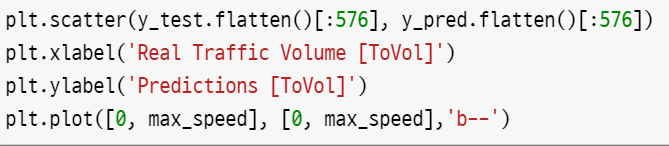 plt.scatter(y_test.flatten()[:576], y_pred.flatten()[:576])
plt.xlabel('Real Traffic Volume [ToVol]')
plt.ylabel('Predictions [ToVol]')
plt.plot([0, max_speed], [0, max_speed],'b--')